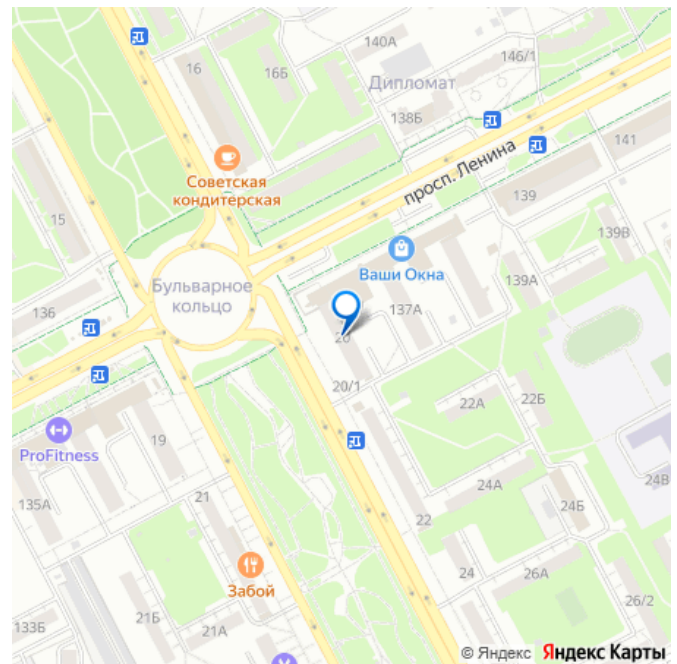 140А
146/1
16
16Б
Дипломат
138Б
просп. Ленина
141
Советская
кондитерская
139
15
139В
Ваши Окна
Бульварное
кольцо
139А
136
137А
20
20/1
22А
22Б
ProFitness
19
24А
24В
135А
21
24Б
22
Забой
24
26А
26/2
133Б
21Б
21А
© Яндекс Яндекс Карты